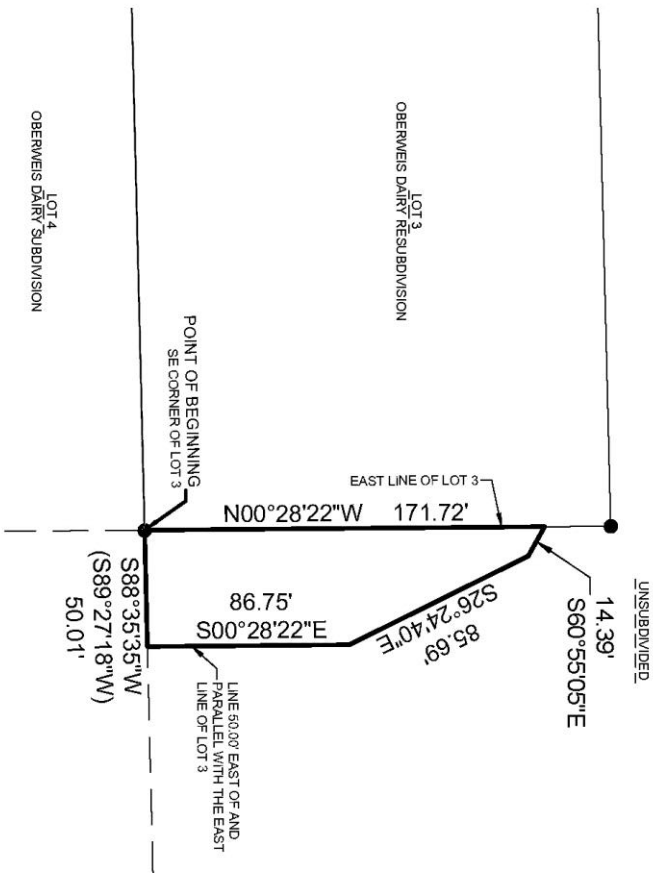 LOT 3
OBERWEIS DAIRY RESUBDIVISION
LOT 4
OBERWEIS DAIRY SUBDIVISION
UNSUBDIVIDED
14.39'
S60°55'05"E
EAST LINE OF LOT 3
N00°28'22"W 171.72'
S26°24'40"E
85.69'
86.75'
S00°28'22"E
POINT OF BEGINNING
SE CORNER OF LOT 3
S88°35'35"W
(S89°27'18"W)
50.01'
LINE 50.00' EAST OF AND
PARALLEL WITH THE EAST
LINE OF LOT 3